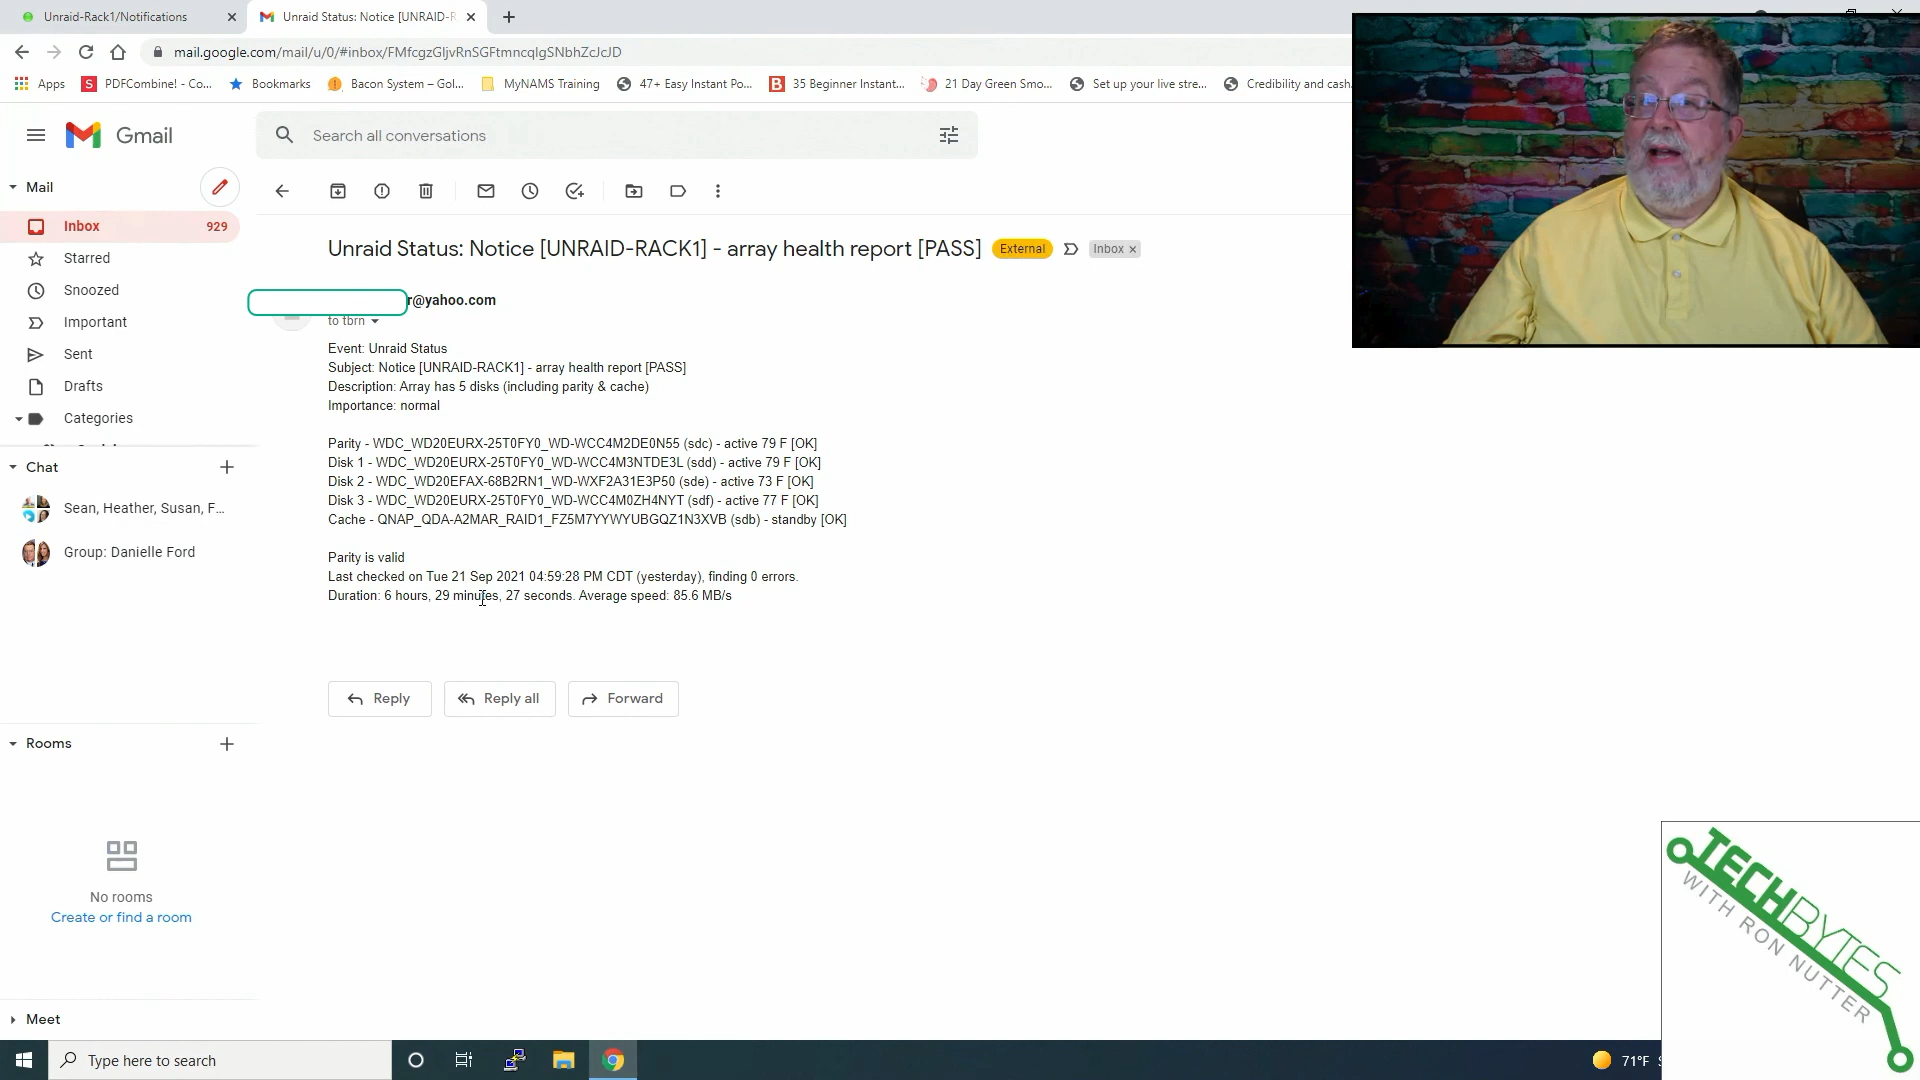 Unraid-Rack1/Notifications
Unraid Status: Notice [UNRAID-R
mail.google.com/mail/u/0/#inbox/FMfcgzGljvRnSGFtmncqlgSNbhZcJcJD
Apps
PDFCombine! - Co...
Bookmarks
Bacon System – Gol...
MyNAMS Training
47+ Easy Instant Po...
35 Beginner Instant...
21 Day Green Smo...
Set up your live stre...
Credibility and cash
Gmail
Search all conversations
Mail
Inbox
929
Starred
Snoozed
Important
Sent
Drafts
Categories
Chat
Sean, Heather, Susan, F...
Group: Danielle Ford
Rooms
No rooms
Create or find a room
Meet
Unraid Status: Notice [UNRAID-RACK1] - array health report [PASS]
External
Inbox ×
r@yahoo.com
to tbrn
Event: Unraid Status
Subject: Notice [UNRAID-RACK1] - array health report [PASS]
Description: Array has 5 disks (including parity & cache)
Importance: normal
Parity - WDC_WD20EURX-25T0FY0_WD-WCC4M2DE0N55 (sdc) - active 79 F [OK]
Disk 1 - WDC_WD20EURX-25T0FY0_WD-WCC4M3NTDE3L (sdd) - active 79 F [OK]
Disk 2 - WDC_WD20EFAX-68B2RN1_WD-WXF2A31E3P50 (sde) - active 73 F [OK]
Disk 3 - WDC_WD20EURX-25T0FY0_WD-WCC4M0ZH4NYT (sdf) - active 77 F [OK]
Cache - QNAP_QDA-A2MAR_RAID1_FZ5M7YYWYUBGQZ1N3XVB (sdb) - standby [OK]
Parity is valid
Last checked on Tue 21 Sep 2021 04:59:28 PM CDT (yesterday), finding 0 errors.
Duration: 6 hours, 29 minutes, 27 seconds. Average speed: 85.6 MB/s
Reply
Reply all
Forward
TECHBYTES
WITH RON NUTTER
Type here to search
71°F